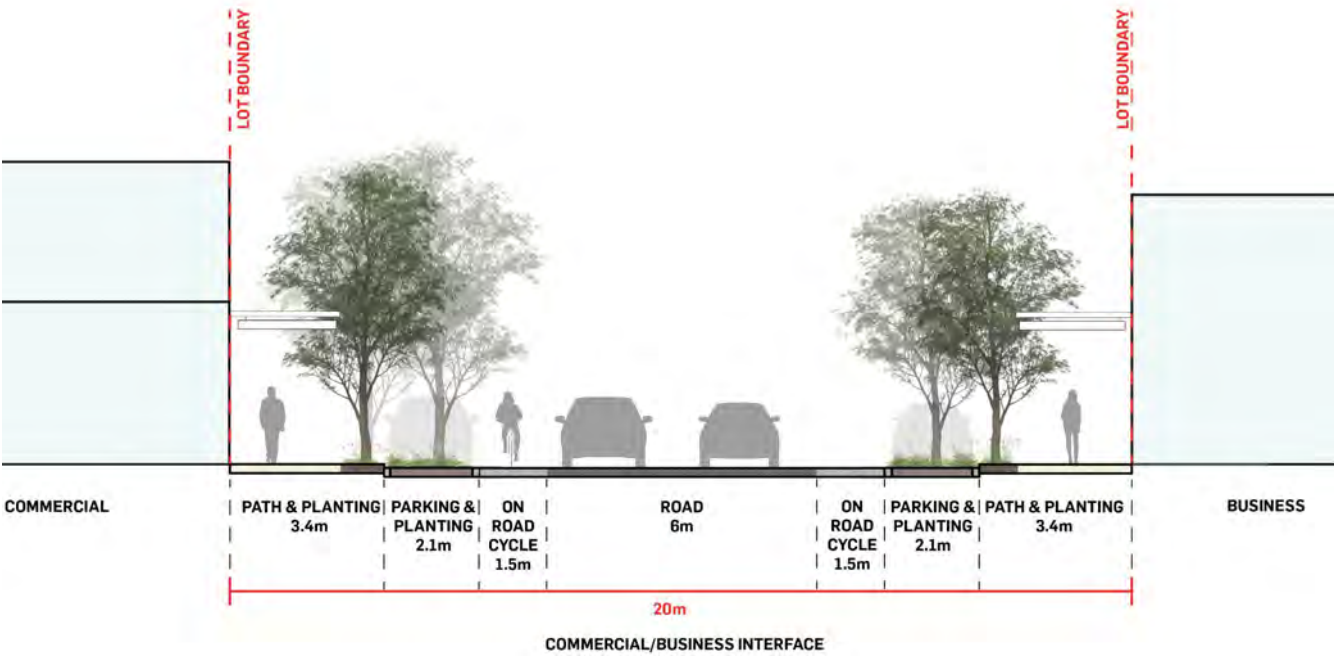 LOT BOUNDARY
LOT BOUNDARY
COMMERCIAL
PATH & PLANTING
3.4m
PARKING &
PLANTING
2.1m
ON
ROAD
CYCLE
1.5m
ROAD
6m
ON
ROAD
CYCLE
1.5m
PARKING &
PLANTING
2.1m
PATH & PLANTING
3.4m
BUSINESS
20m
COMMERCIAL/BUSINESS INTERFACE